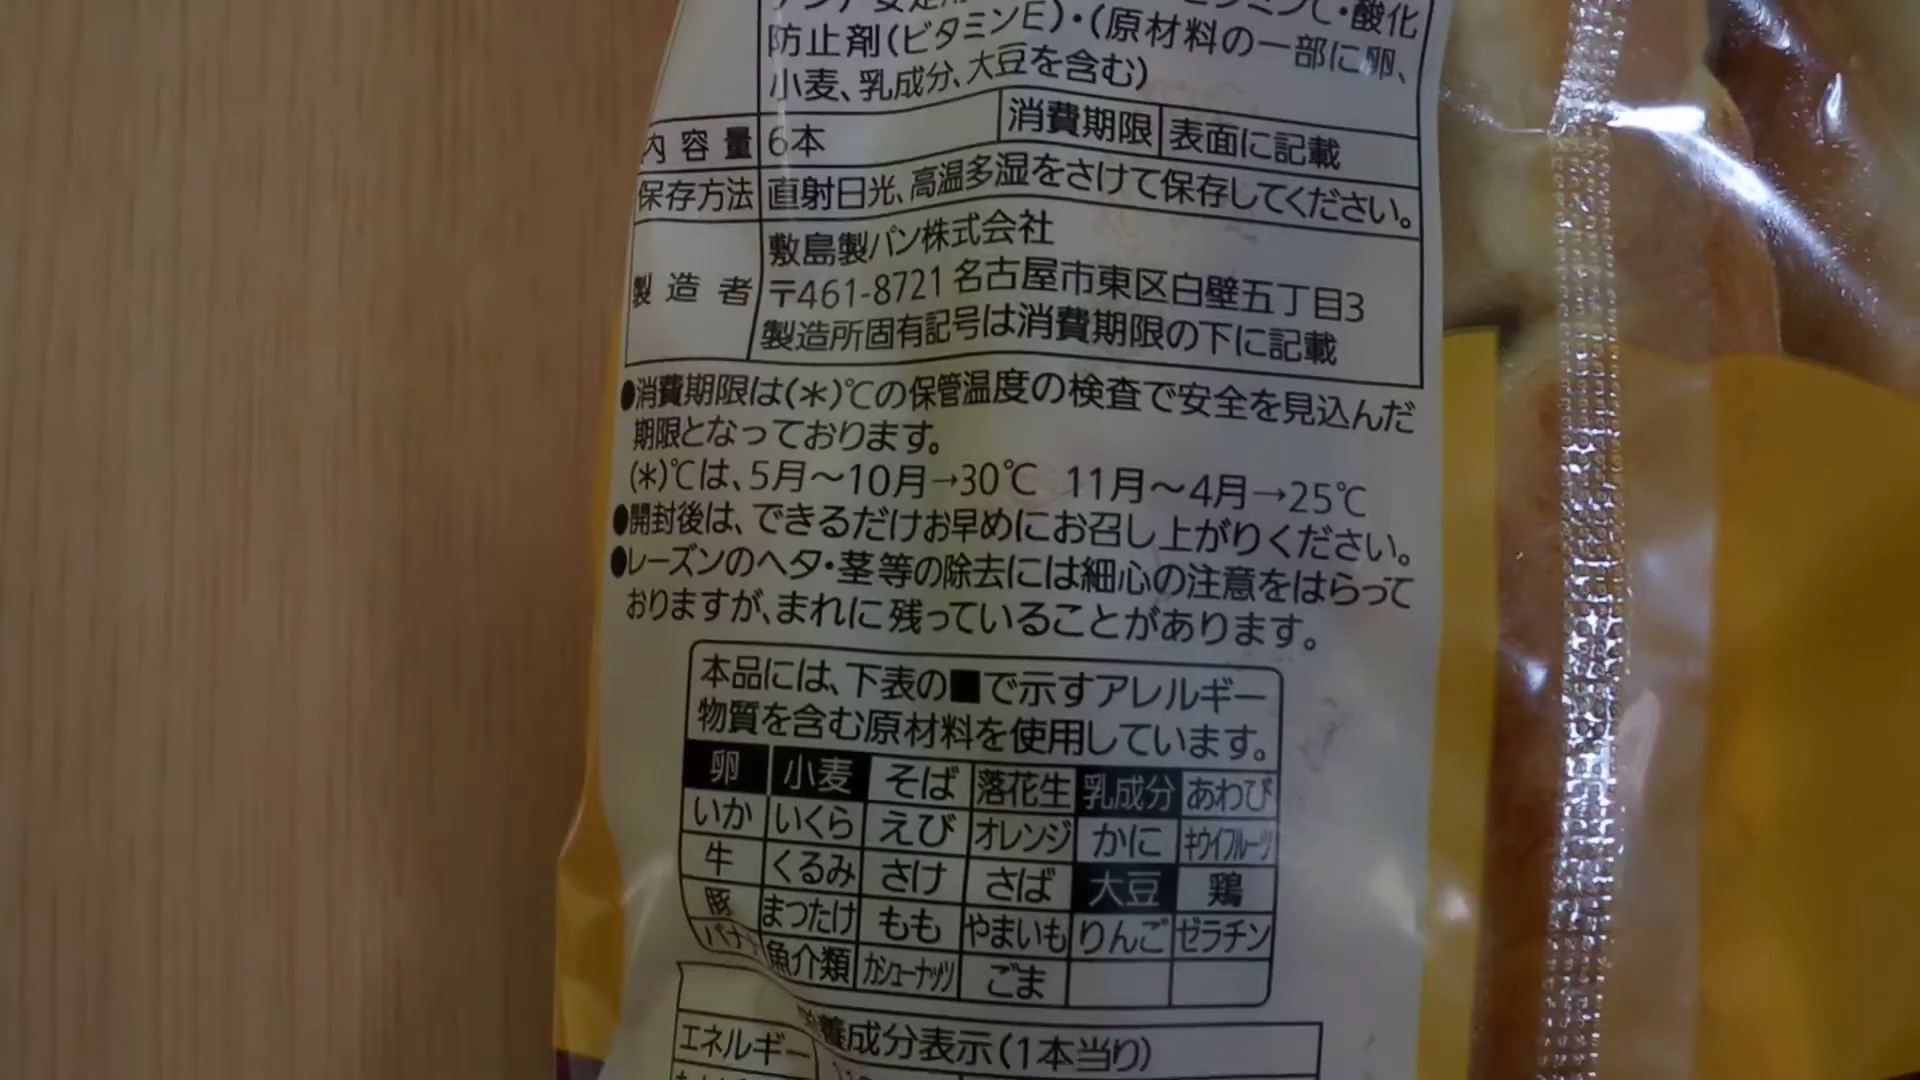 ミンC・酸化
防止剤(ビタミンE)・(原材料の一部に卵、
小麦、乳成分、大豆を含む)
内容量 6本 消費期限 表面に記載
保存方法 直射日光、高温多湿をさけて保存してください。
製造者 敷島製パン株式会社
〒461-8721 名古屋市東区白壁五丁目3
製造所固有記号は消費期限の下に記載
●消費期限は(*)℃の保管温度の検査で安全を見込んだ
期限となっております。
(*)℃は、5月〜10月→30℃ 11月〜4月→25℃
●開封後は、できるだけお早めにお召し上がりください。
●レーズンのヘタ・茎等の除去には細心の注意をはらって
おりますが、まれに残っていることがあります。
本品には、下表の■で示すアレルギー
物質を含む原材料を使用しています。
卵 小麦 そば 落花生 乳成分 あわび
いか いくら えび オレンジ かに キウイフルーツ
牛 くるみ さけ さば 大豆 鶏
豚 まつたけ もも やまいも りんご ゼラチン
バナナ 魚介類 カシューナッツ ごま
養成分表示(1本当り)
エネルギー